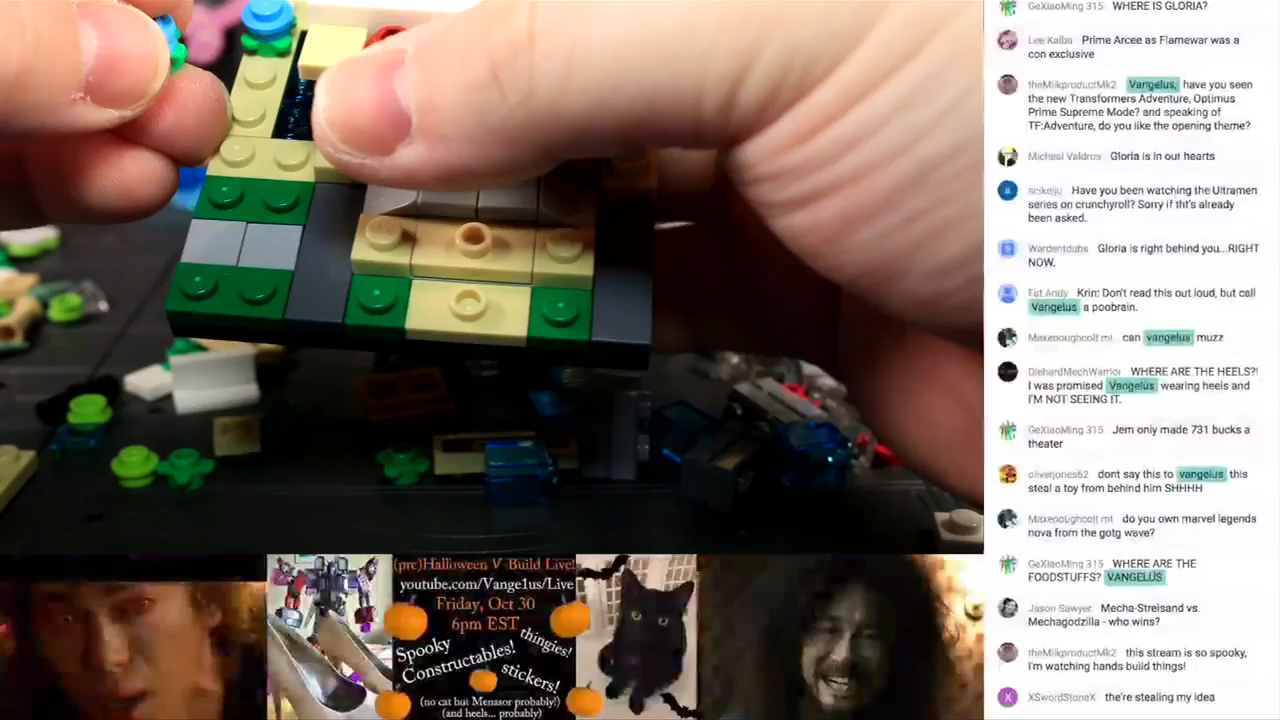 (pre)Halloween V-Build Live!
youtube.com/Vange1us/Live
Friday, Oct 30
6pm EST
Spooky
Constructables!
thingies!
stickers!
(no cat but Menasor probably!)
(and heels... probably)
GeXiaoMing 315 WHERE IS GLORIA?
Lee Kalba Prime Arcee as Flamewar was a
con exclusive
theMilkproductMk2 Vangelus, have you seen
the new Transformers Adventure, Optimus
Prime Supreme Mode? and speaking of
TF:Adventure, do you like the opening theme?
Micheal Valdros Gloria is in our hearts
scikeiju Have you been watching the Ultramen
series on crunchyroll? Sorry if tht's already
been asked.
Wardentdubs Gloria is right behind you...RIGHT
NOW.
Fat Andy Krin: Don't read this out loud, but call
Vangelus a poobrain.
Maxenoughcolt mt can vangelus muzz
DiehardMechWarrior WHERE ARE THE HEELS?!
I was promised Vangelus wearing heels and
I'M NOT SEEING IT.
GeXiaoMing 315 Jem only made 731 bucks a
theater
oliverjones62 dont say this to vangelus this
steal a toy from behind him SHHHH
Maxenoughcolt mt do you own marvel legends
nova from the gotg wave?
GeXiaoMing 315 WHERE ARE THE
FOODSTUFFS? VANGELUS
Jason Sawyer Mecha-Streisand vs.
Mechagodzilla - who wins?
theMilkproductMk2 this stream is so spooky,
I'm watching hands build things!
X
XSwordStoneX the're stealing my idea